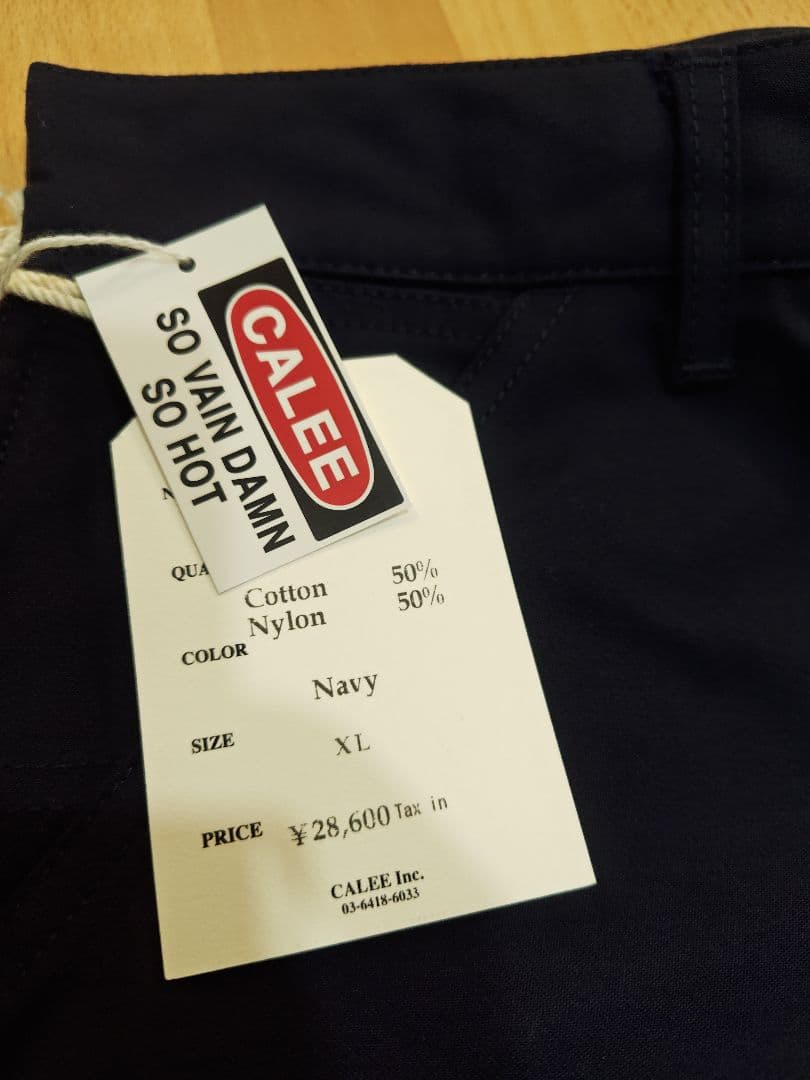 CALEE
SO VAIN DAMN
SO HOT
QUA
Cotton 50%
Nylon 50%
COLOR
Navy
SIZE XL
PRICE ¥28,600 Tax in
CALEE Inc.
03-6418-6033